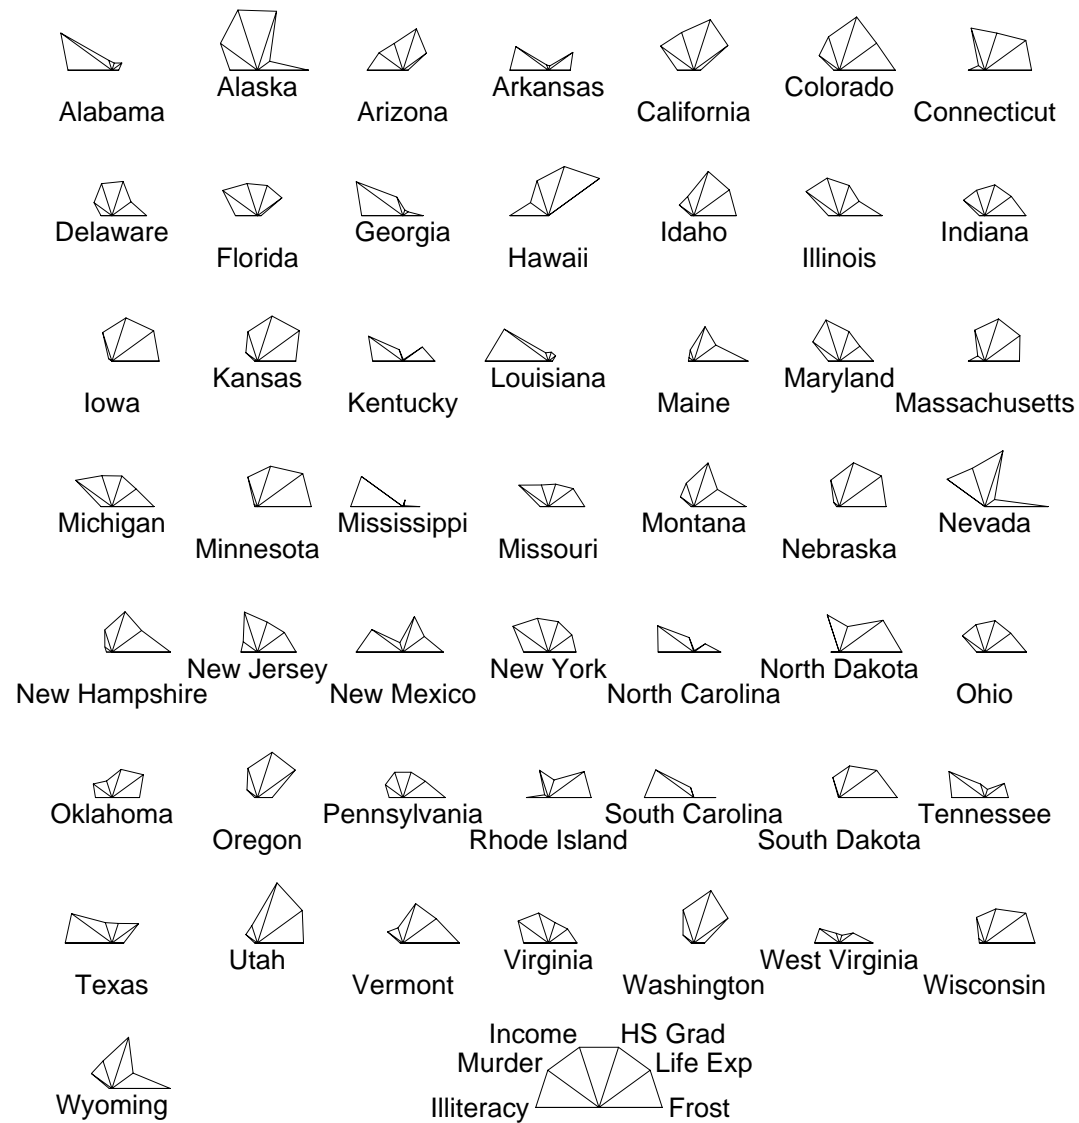 Alabama
Alaska
Arizona
Arkansas
California
Colorado
Connecticut
Delaware
Florida
Georgia
Hawaii
Idaho
Illinois
Indiana
Iowa
Kansas
Kentucky
Louisiana
Maine
Maryland
Massachusetts
Michigan
Minnesota
Mississippi
Missouri
Montana
Nebraska
Nevada
New Hampshire
New Jersey
New Mexico
New York
North Carolina
North Dakota
Ohio
Oklahoma
Oregon
Pennsylvania
Rhode Island
South Carolina
South Dakota
Tennessee
Texas
Utah
Vermont
Virginia
Washington
West Virginia
Wisconsin
Wyoming
Income
HS Grad
Murder
Life Exp
Illiteracy
Frost